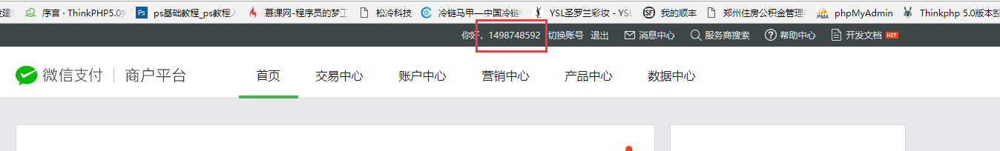 序言 · ThinkPHP5.0完 ps基础教程_ps教程入 慕课网-程序员的梦工 松冷科技 冷链马甲—中国冷链 YSL圣罗兰彩妆 - YSL 我的顺丰 郑州住房公积金管理 phpMyAdmin Thinkphp 5.0版本整
你好，1498748592 切换账号 退出 消息中心 服务商搜索 帮助中心 开发文档 HOT
微信支付 商户平台 首页 交易中心 账户中心 营销中心 产品中心 数据中心